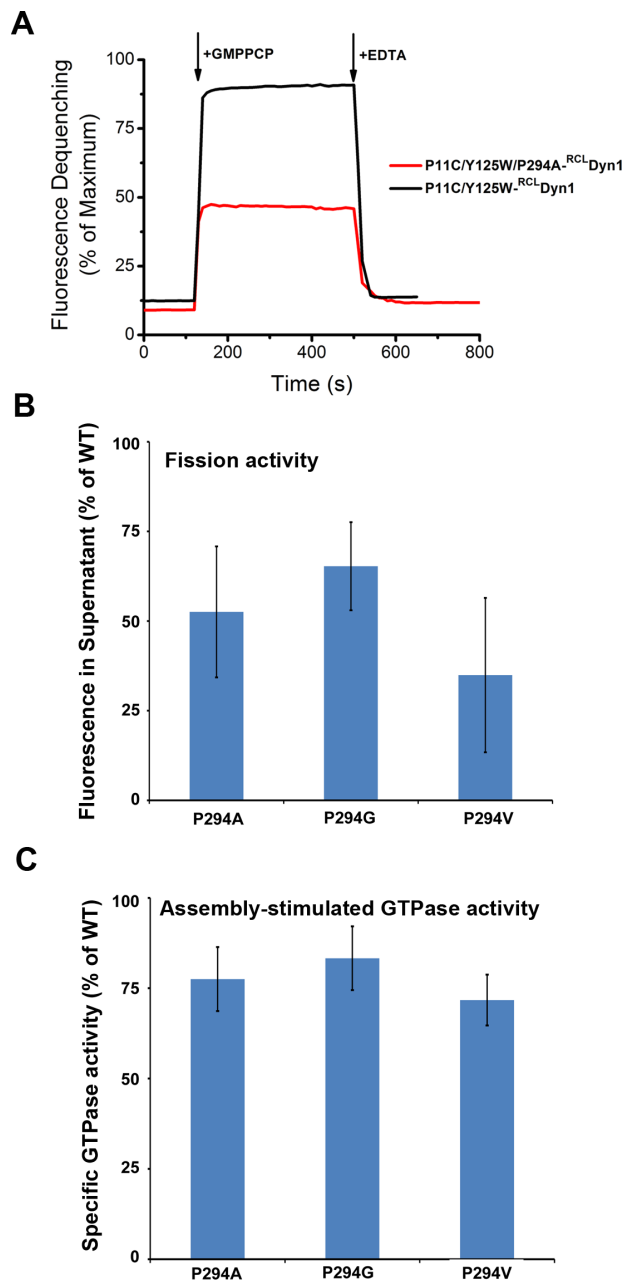 A
+GMPPCP
+EDTA
100
75
50
25
0
Fluorescence Dequenching
(% of Maximum)
P11C/Y125W/P294A-RCLDyn1
P11C/Y125W-RCLDyn1
0
200
400
600
800
Time (s)
B
Fission activity
100
75
50
25
0
Fluorescence in Supernatant (% of WT)
P294A
P294G
P294V
C
Assembly-stimulated GTPase activity
100
75
50
25
0
Specific GTPase activity (% of WT)
P294A
P294G
P294V